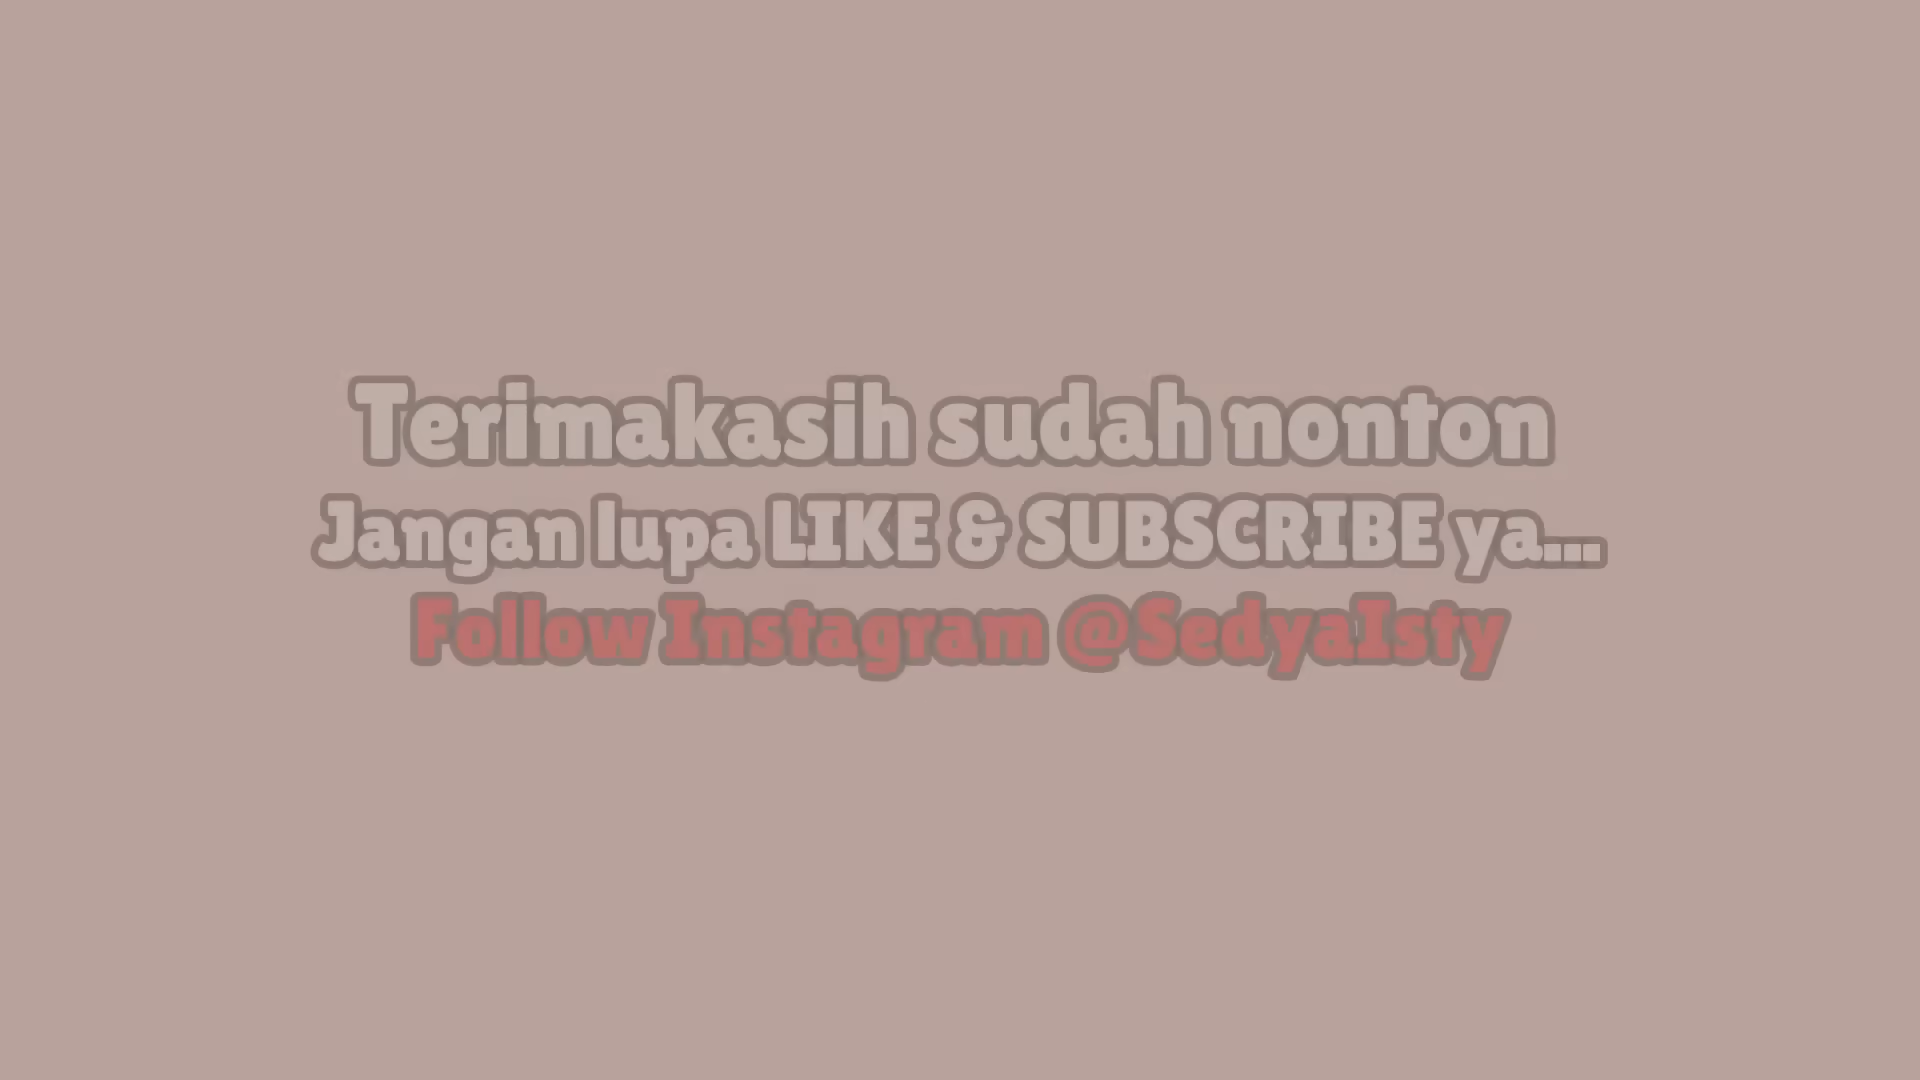 Terimakasih sudah nonton
Jangan lupa LIKE & SUBSCRIBE ya...
Follow Instagram @SedyaIsty